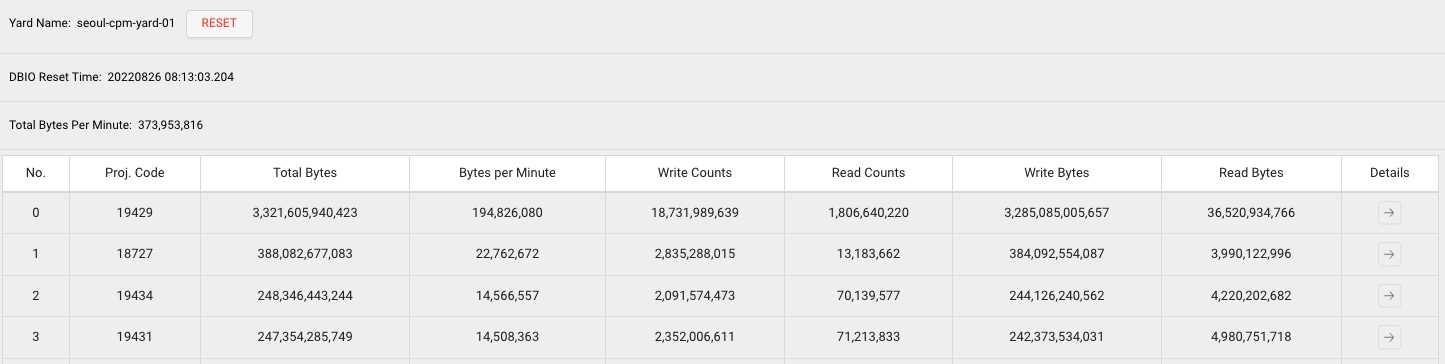 Yard Name: seoul-cpm-yard-01 RESET
DBIO Reset Time: 20220826 08:13:03.204
Total Bytes Per Minute: 373,953,816
No. Proj. Code Total Bytes Bytes per Minute Write Counts Read Counts Write Bytes Read Bytes Details
0 19429 3,321,605,940,423 194,826,080 18,731,989,639 1,806,640,220 3,285,085,005,657 36,520,934,766 →
1 18727 388,082,677,083 22,762,672 2,835,288,015 13,183,662 384,092,554,087 3,990,122,996 →
2 19434 248,346,443,244 14,566,557 2,091,574,473 70,139,577 244,126,240,562 4,220,202,682 →
3 19431 247,354,285,749 14,508,363 2,352,006,611 71,213,833 242,373,534,031 4,980,751,718 →